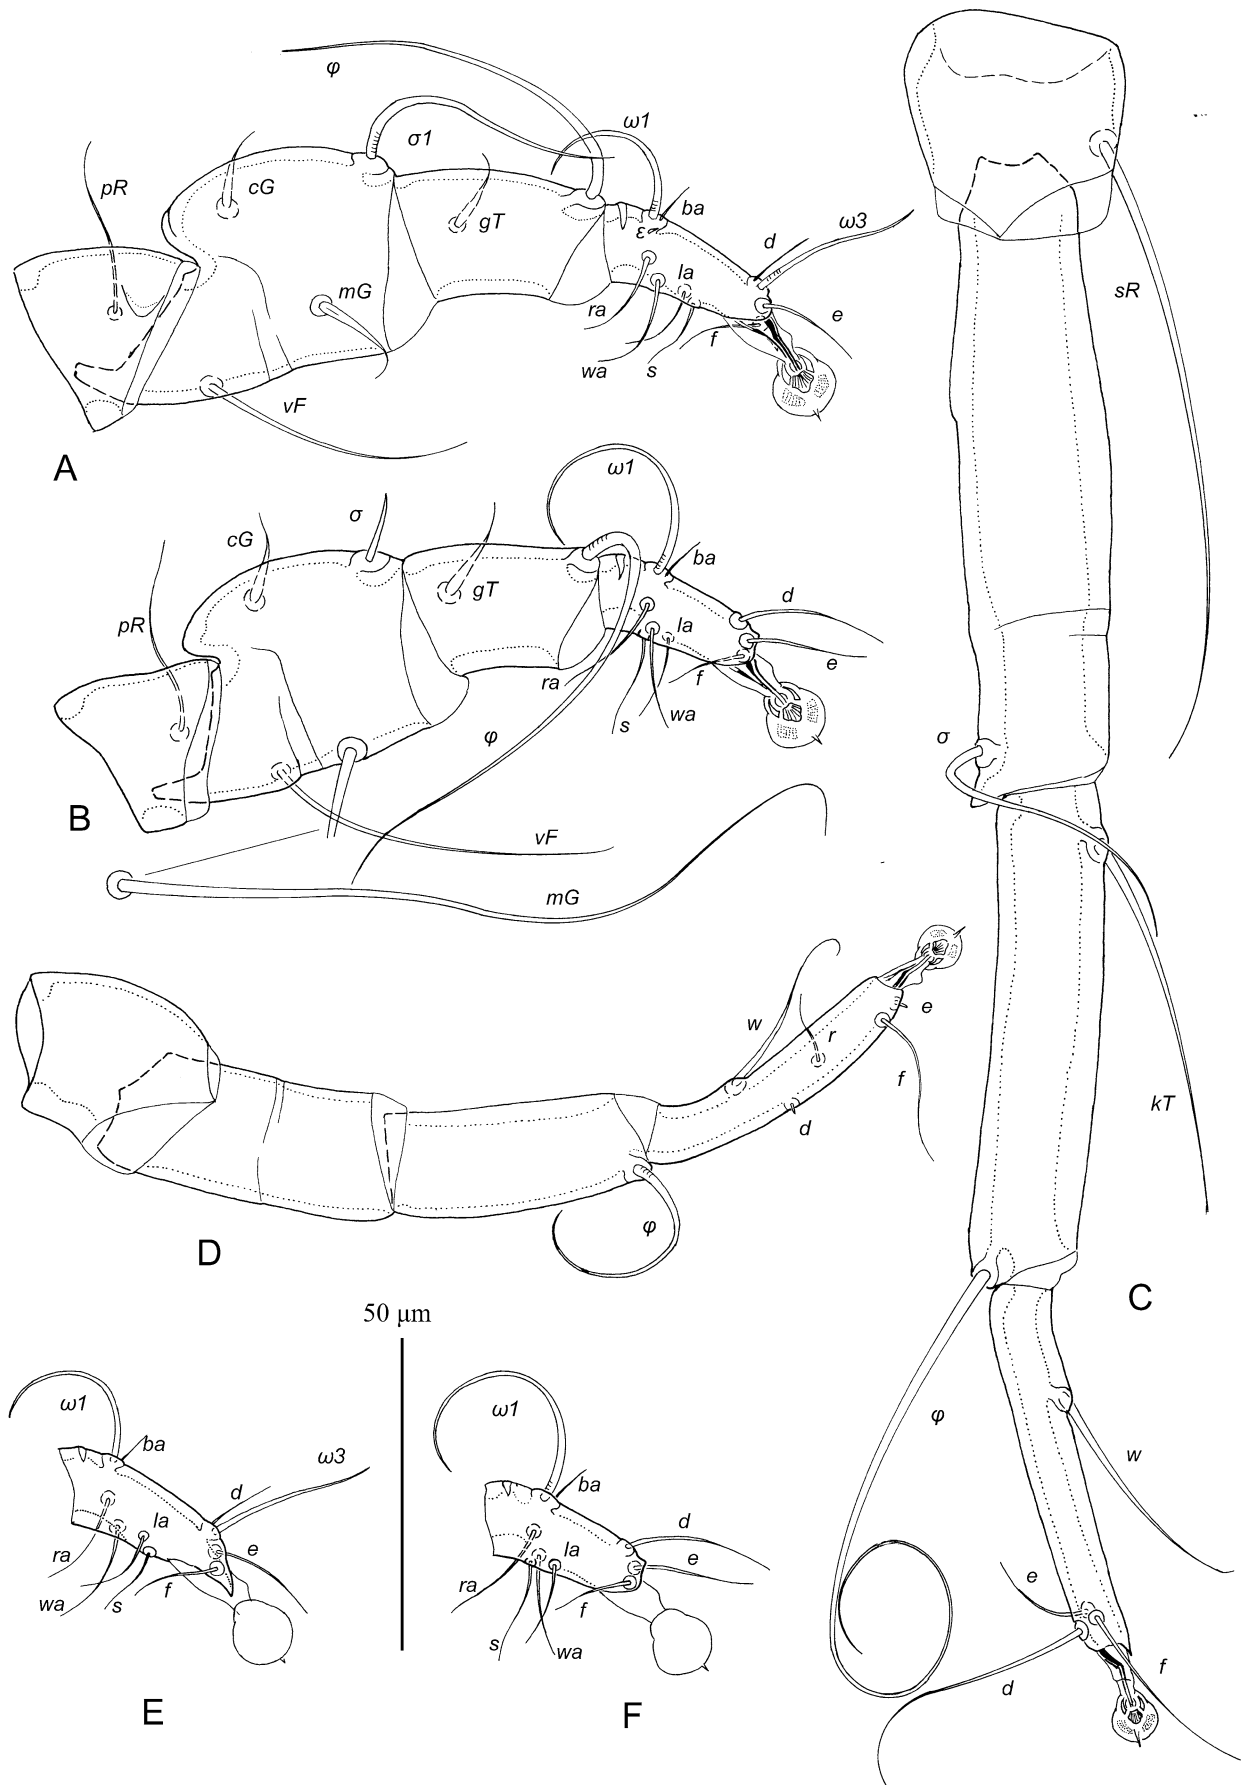 φ
σ1
ω1
pR
cG
gT
ε
ba
ω3
d
mG
ra
la
wa
s
f
e
vF
A
sR
ω1
σ
cG
gT
ba
d
pR
la
e
ra
f
s
wa
φ
B
vF
mG
σ
kT
w
r
e
f
d
φ
D
C
50 μm
φ
w
e
f
d
ω1
ba
ω3
d
la
ra
e
wa
s
f
E
ω1
ba
d
la
e
ra
f
s
wa
F